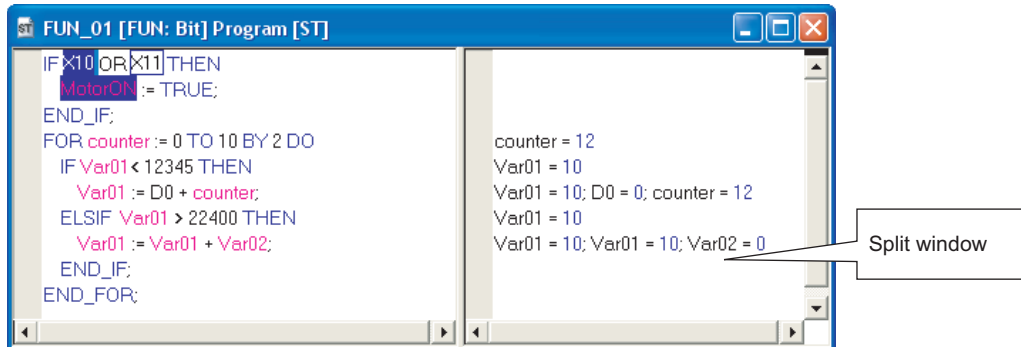 ST FUN_01 [FUN: Bit] Program [ST]
IF X10 OR X11 THEN
MotorON := TRUE;
END_IF;
FOR counter := 0 TO 10 BY 2 DO
IF Var01 < 12345 THEN
Var01 := D0 + counter;
ELSIF Var01 > 22400 THEN
Var01 := Var01 + Var02;
END_IF;
END_FOR;
counter = 12
Var01 = 10
Var01 = 10; D0 = 0; counter = 12
Var01 = 10
Var01 = 10; Var01 = 10; Var02 = 0
Split window